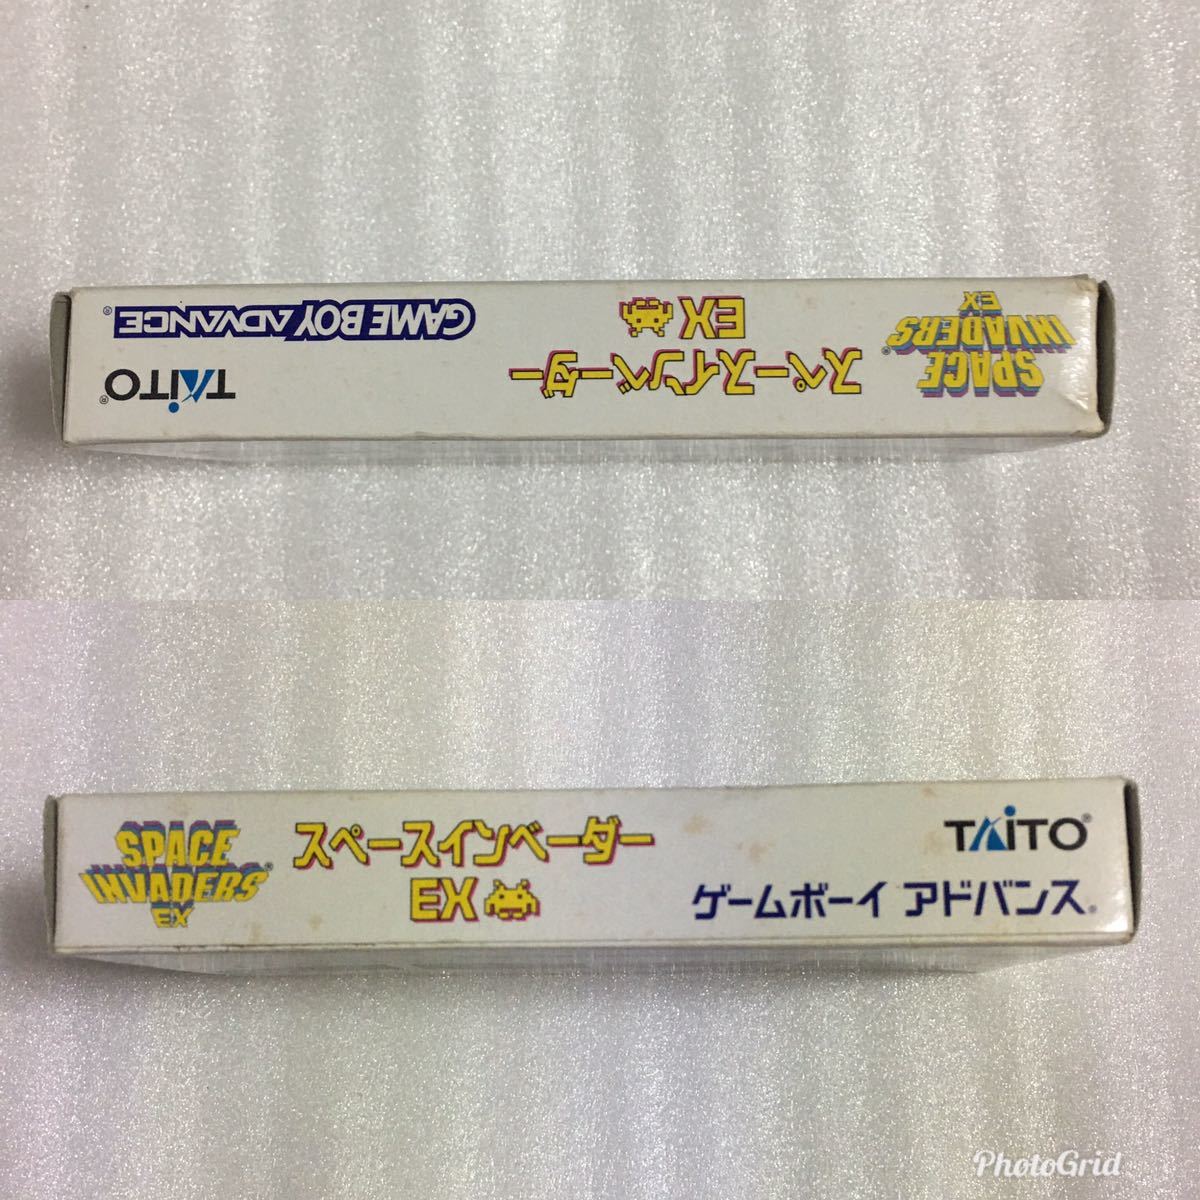 SPACE
INVADERS®
EX
スペースインベーダー
EX
TAITO®
GAME BOY ADVANCE®
SPACE
INVADERS®
EX
スペースインベーダー
EX
TAITO®
ゲームボーイ アドバンス®
PhotoGrid